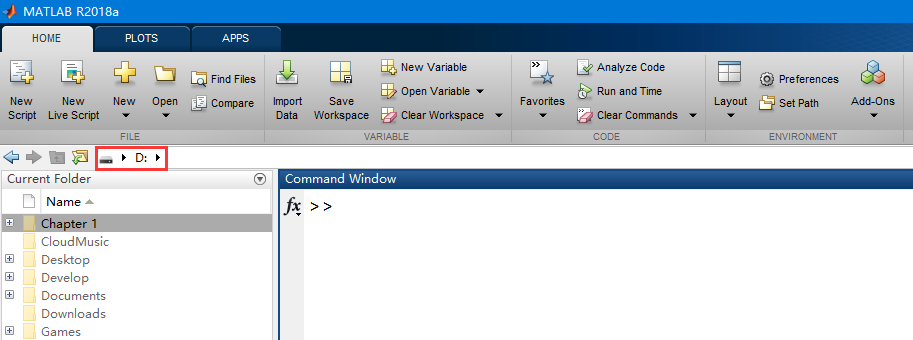 MATLAB R2018a
HOME PLOTS APPS
New Script
New Live Script
New
Open
Find Files
Compare
Import Data
Save Workspace
New Variable
Open Variable
Clear Workspace
Favorites
Analyze Code
Run and Time
Clear Commands
Layout
Preferences
Set Path
Add-Ons
FILE VARIABLE CODE ENVIRONMENT
D:
Current Folder
Name
Chapter 1
CloudMusic
Desktop
Develop
Documents
Downloads
Games
Command Window
fx >>